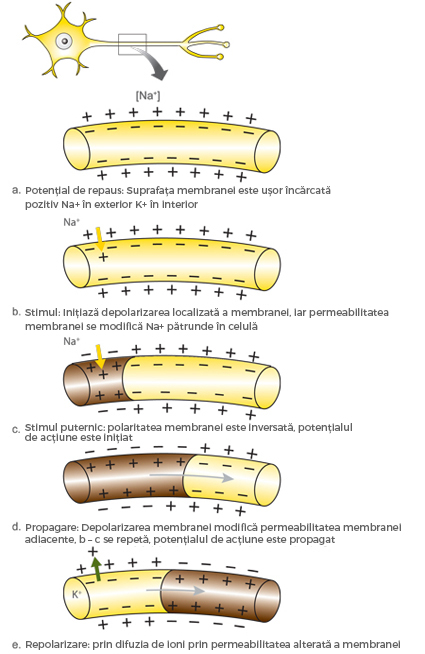 [Na⁺]
a. Potențial de repaus: Suprafața membranei este ușor încărcată
pozitiv Na+ în exterior K+ în interior
Na⁺
b. Stimul: Inițiază depolarizarea localizată a membranei, iar permeabilitatea
membranei se modifică Na+ pătrunde în celulă
Na⁺
c. Stimul puternic: polaritatea membranei este inversată, potențialul
de acțiune este inițiat
d. Propagare: Depolarizarea membranei modifică permeabilitatea membranei
adiacente, b – c se repetă, potențialul de acțiune este propagat
K⁺
e. Repolarizare: prin difuzia de ioni prin permeabilitatea alterată a membranei